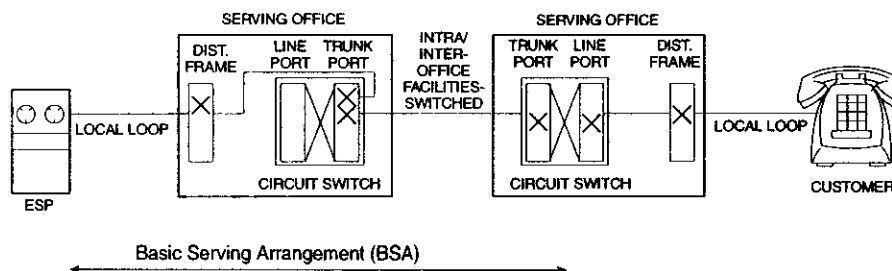 SERVING OFFICE
SERVING OFFICE
DIST.
FRAME
LINE
PORT
TRUNK
PORT
INTRA/
INTER-
OFFICE
FACILITIES-
SWITCHED
TRUNK
PORT
LINE
PORT
DIST.
FRAME
LOCAL LOOP
LOCAL LOOP
CIRCUIT SWITCH
CIRCUIT SWITCH
ESP
CUSTOMER
Basic Serving Arrangement (BSA)